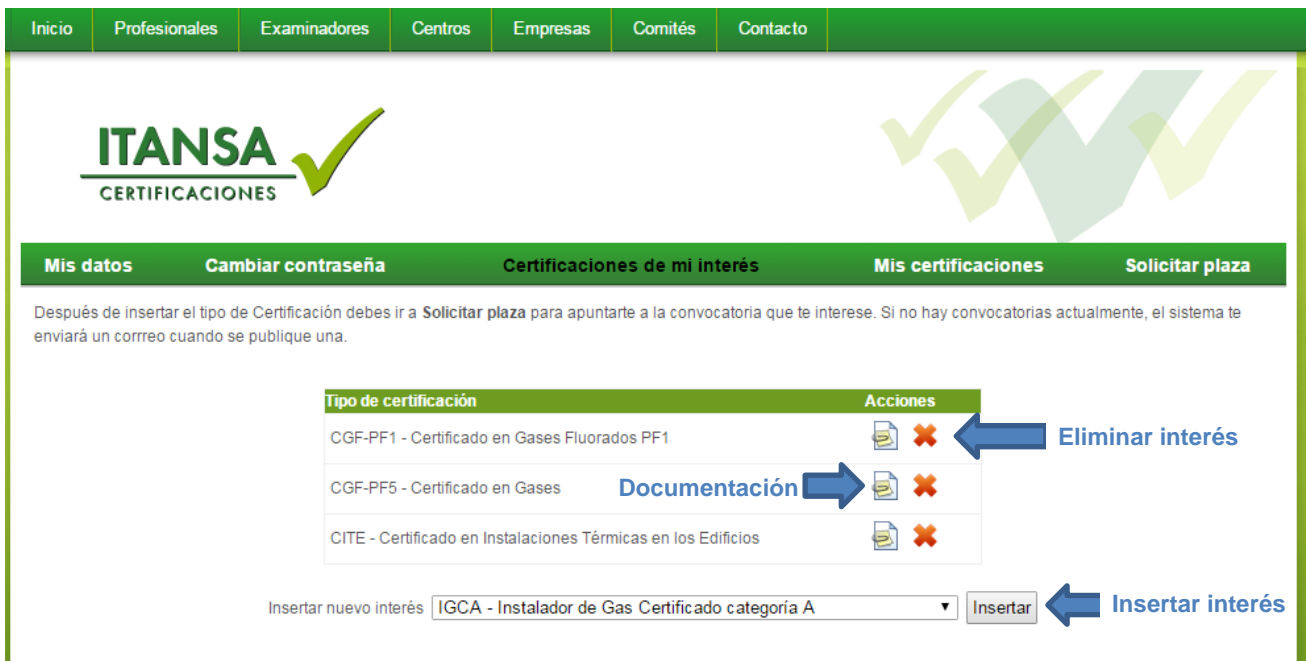 Inicio Profesionales Examinadores Centros Empresas Comités Contacto
ITANSA
CERTIFICACIONES
Mis datos Cambiar contraseña Certificaciones de mi interés Mis certificaciones Solicitar plaza
Después de insertar el tipo de Certificación debes ir a Solicitar plaza para apuntarte a la convocatoria que te interese. Si no hay convocatorias actualmente, el sistema te
enviará un corrreo cuando se publique una.
Tipo de certificación Acciones
CGF-PF1 - Certificado en Gases Fluorados PF1 Eliminar interés
CGF-PF5 - Certificado en Gases Documentación
CITE - Certificado en Instalaciones Térmicas en los Edificios
Insertar nuevo interés IGCA - Instalador de Gas Certificado categoría A Insertar Insertar interés